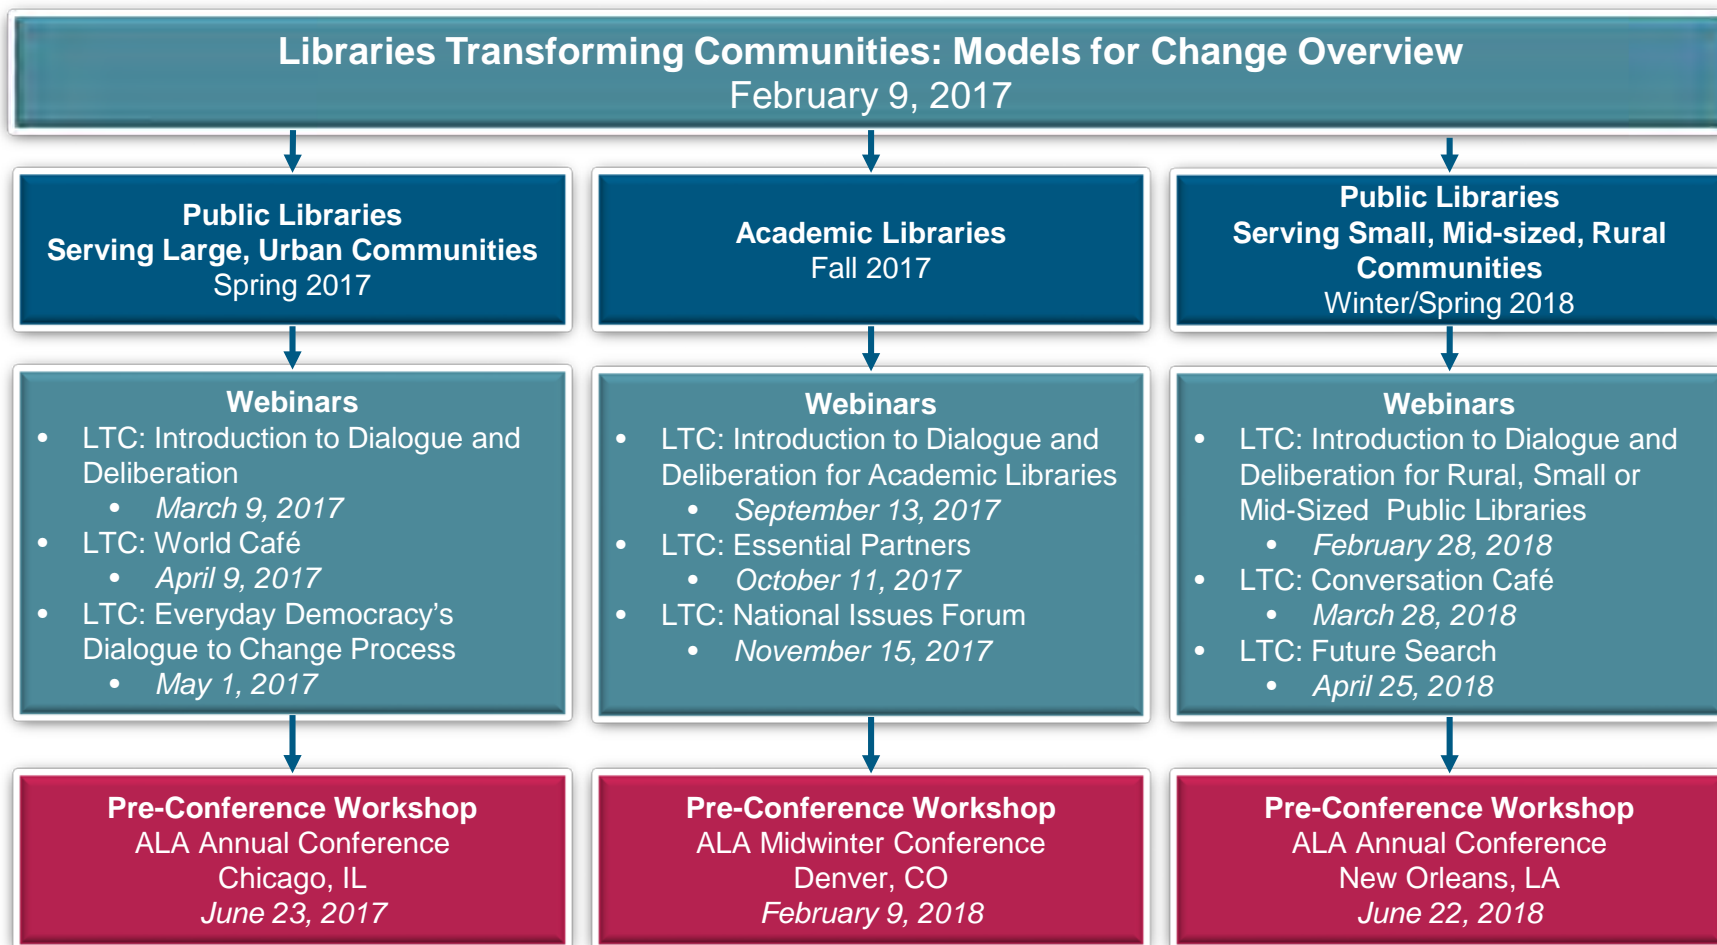 Libraries Transforming Communities: Models for Change Overview
February 9, 2017
Public Libraries
Serving Large, Urban Communities
Spring 2017
Academic Libraries
Fall 2017
Public Libraries
Serving Small, Mid-sized, Rural
Communities
Winter/Spring 2018
Webinars
• LTC: Introduction to Dialogue and
Deliberation
• March 9, 2017
• LTC: World Café
• April 9, 2017
• LTC: Everyday Democracy’s
Dialogue to Change Process
• May 1, 2017
Webinars
• LTC: Introduction to Dialogue and
Deliberation for Academic Libraries
• September 13, 2017
• LTC: Essential Partners
• October 11, 2017
• LTC: National Issues Forum
• November 15, 2017
Webinars
• LTC: Introduction to Dialogue and
Deliberation for Rural, Small or
Mid-Sized  Public Libraries
• February 28, 2018
• LTC: Conversation Café
• March 28, 2018
• LTC: Future Search
• April 25, 2018
Pre-Conference Workshop
ALA Annual Conference
Chicago, IL
June 23, 2017
Pre-Conference Workshop
ALA Midwinter Conference
Denver, CO
February 9, 2018
Pre-Conference Workshop
ALA Annual Conference
New Orleans, LA
June 22, 2018